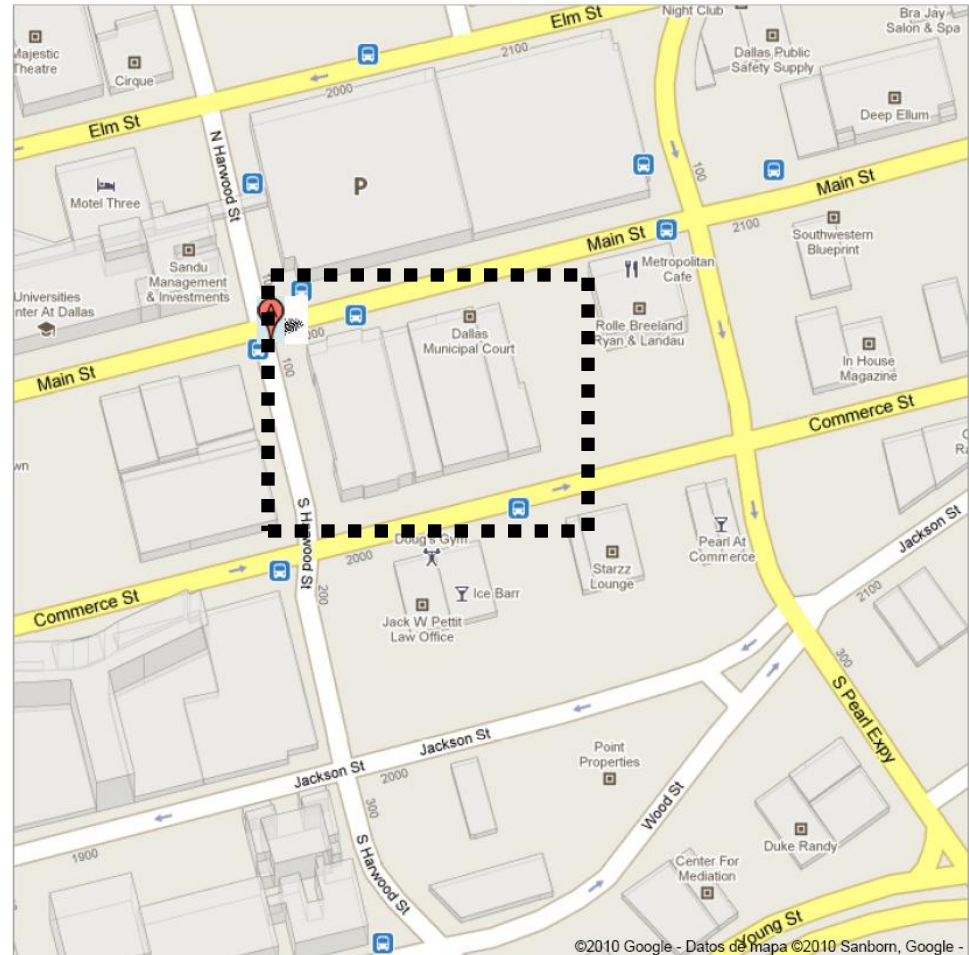 Night Club
Bra Jay
Salon & Spa
Elm St
2100
Majestic
Theatre
Cirque
Dallas Public
Safety Supply
2000
Deep Ellum
Elm St
N Harwood St
P
100
Motel Three
Main St
Main St
2100
Southwestern
Blueprint
Sandu
Management
& Investments
Metropolitan
Cafe
Universities
nter At Dallas
Rolle Breeland
Ryan & Landau
Dallas
Municipal Court
In House
Magazine
Main St
100
Commerce St
wn
S Harwood St
Doug's Gym
2000
Pearl At
Commerce
Jackson St
Starzz
Lounge
Ice Barr
200
2100
Commerce St
Jack W Pettit
Law Office
300
S Pearl Expy
Jackson St
Point
Properties
Jackson St
2000
Wood St
300
1900
S Harwood St
Duke Randy
Center For
Mediation
Young St
©2010 Google - Datos de mapa ©2010 Sanborn, Google -